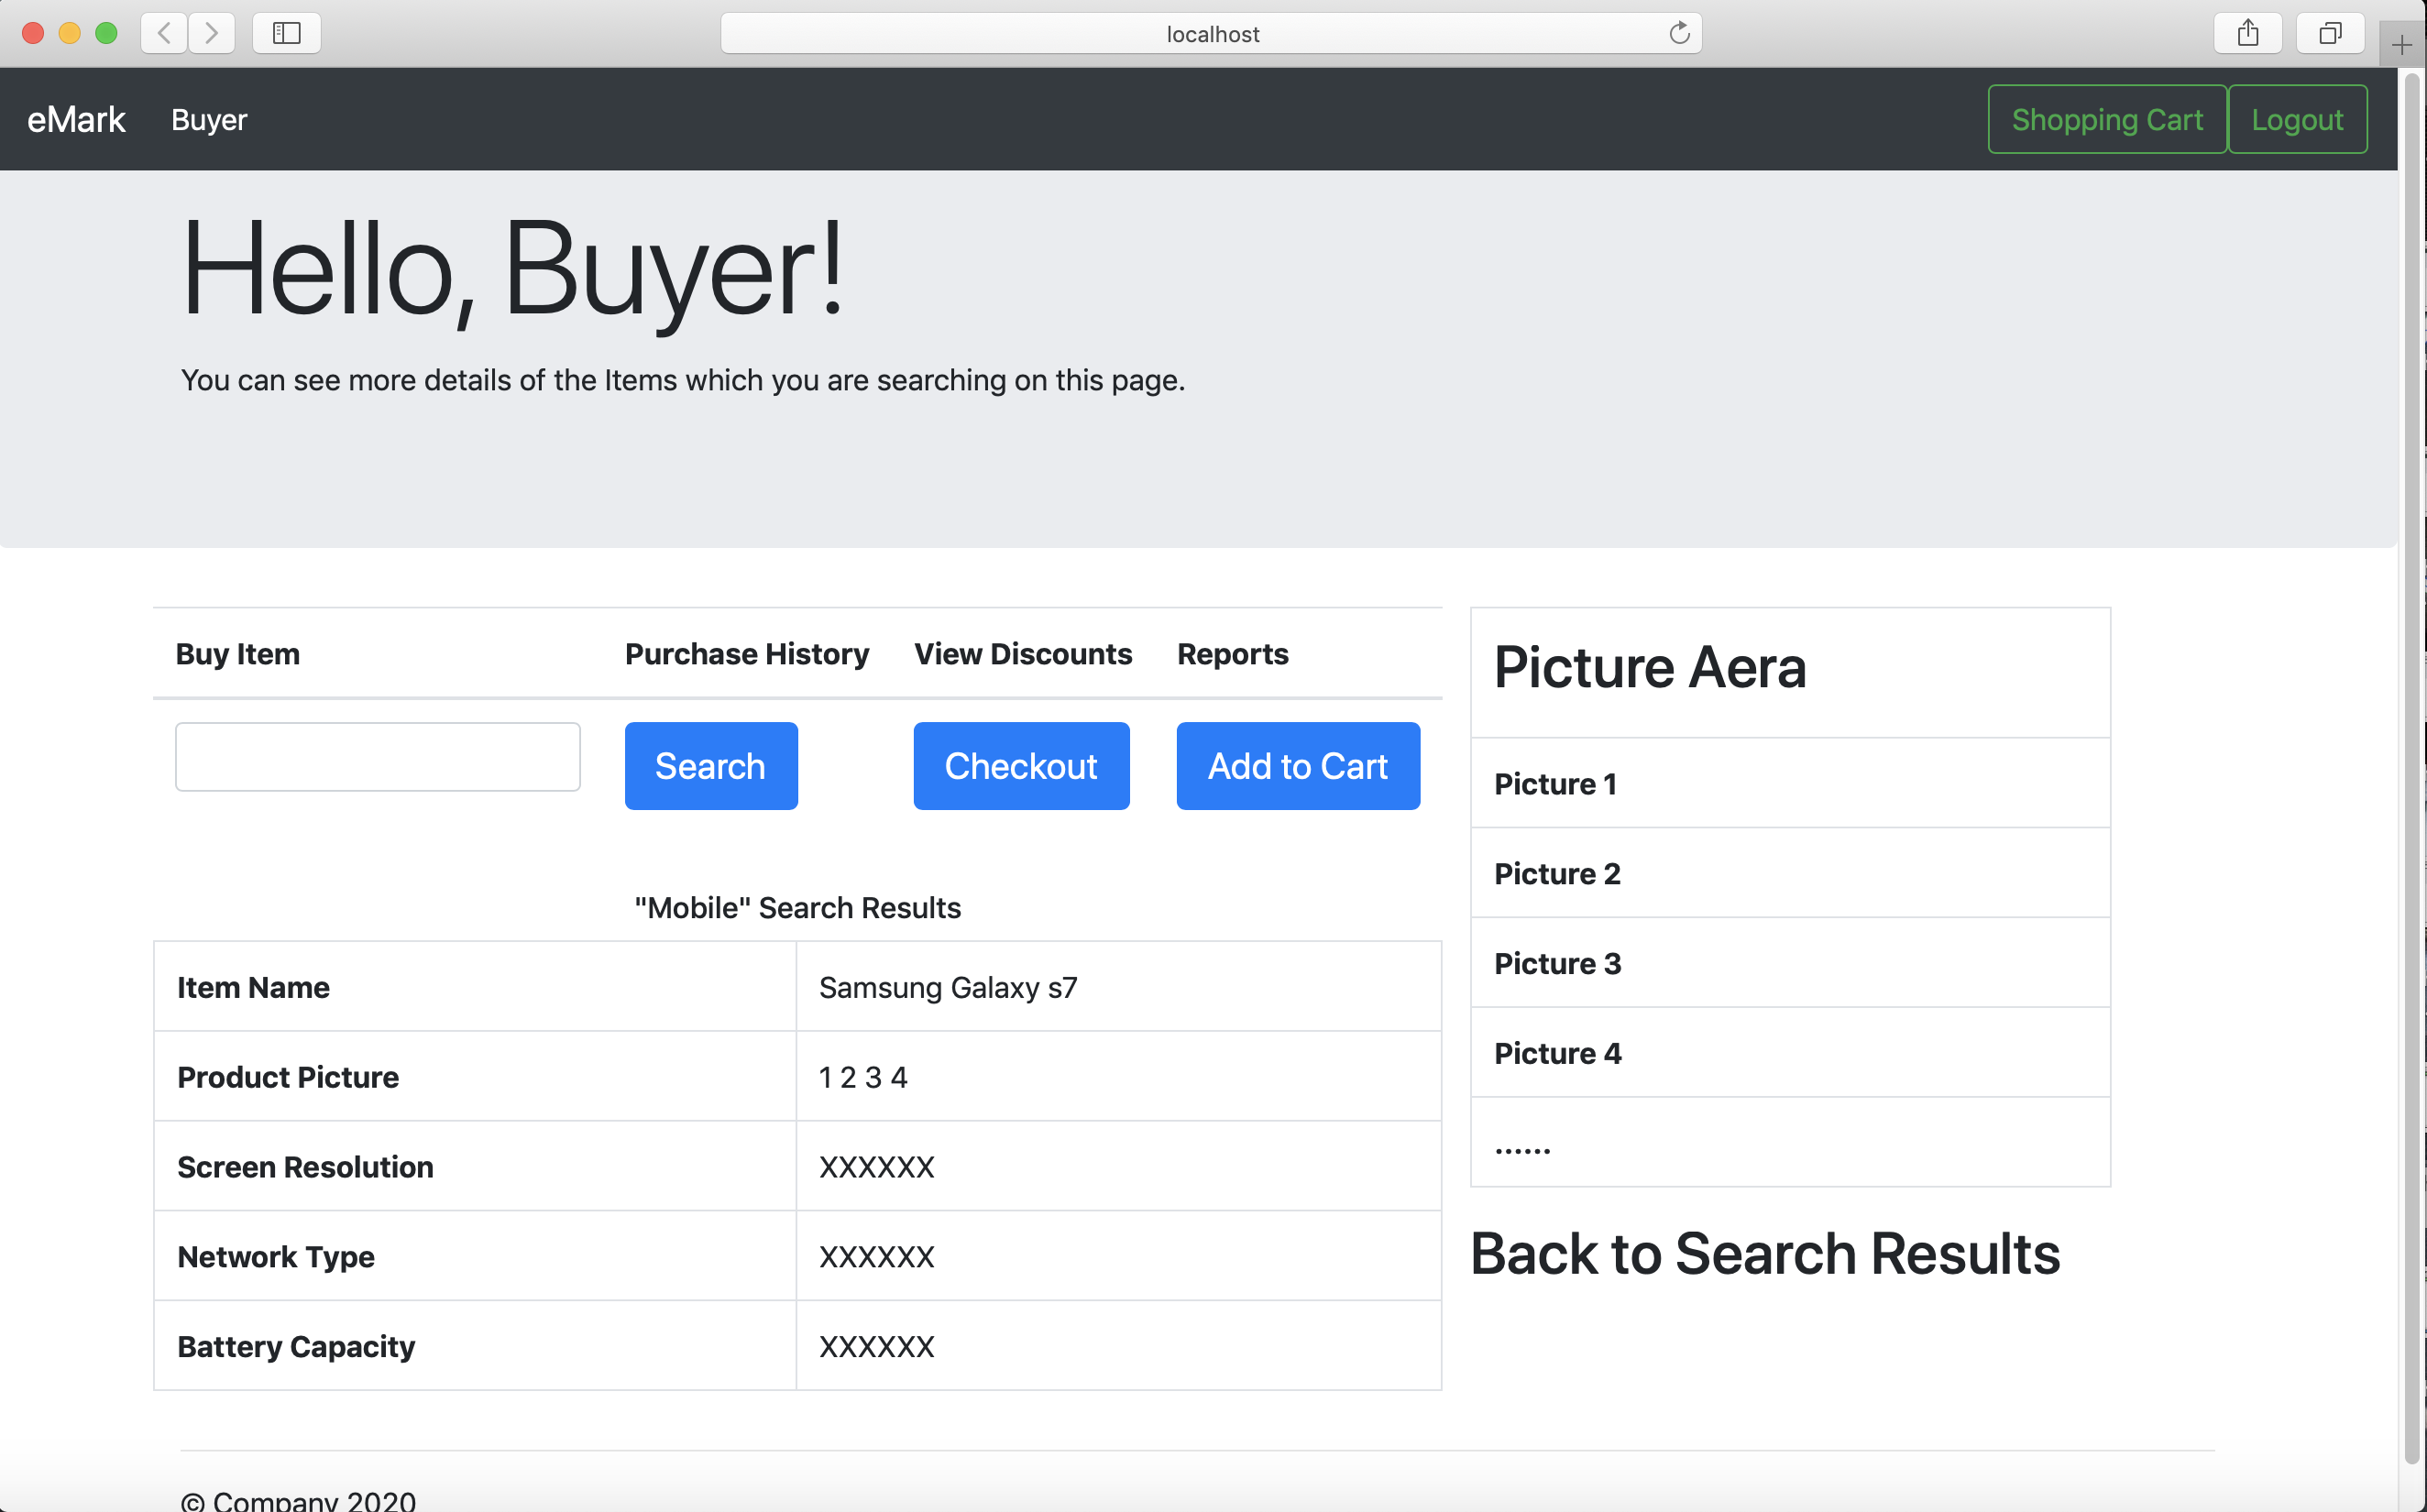 localhost
eMark Buyer Shopping Cart Logout
Hello, Buyer!
You can see more details of the Items which you are searching on this page.
Buy Item Purchase History View Discounts Reports
Search Checkout Add to Cart
"Mobile" Search Results
Item Name Samsung Galaxy s7
Product Picture 1 2 3 4
Screen Resolution XXXXXX
Network Type XXXXXX
Battery Capacity XXXXXX
Picture Aera
Picture 1
Picture 2
Picture 3
Picture 4
......
Back to Search Results
© Company 2020